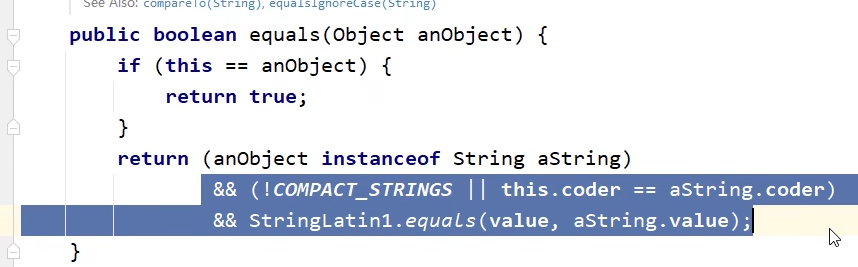 See Also: compareTo(String), equalsIgnoreCase(String)
public boolean equals(Object anObject) {
if (this == anObject) {
return true;
}
return (anObject instanceof String aString)
&& (!COMPACT_STRINGS || this.coder == aString.coder)
&& StringLatin1.equals(value, aString.value);
}